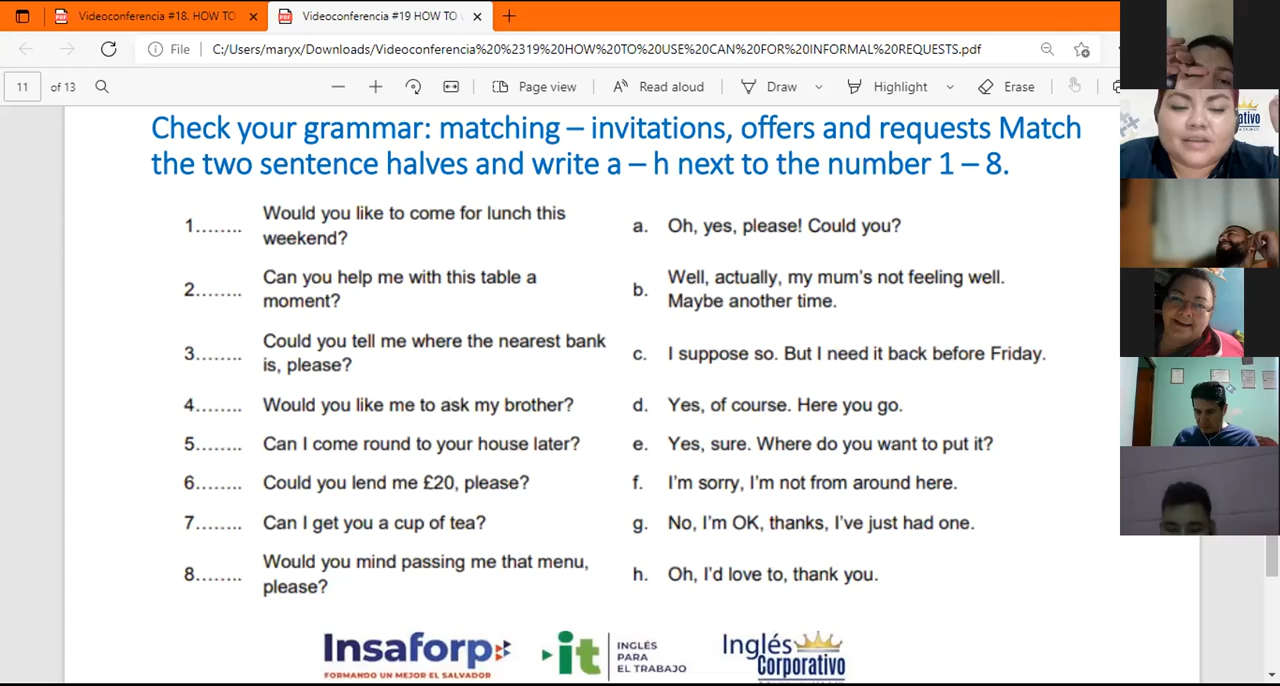 Videoconferencia #18. HOW TO
Videoconferencia #19 HOW TO
File
C:/Users/maryx/Downloads/Videoconferencia%20%2319%20HOW%20TO%20USE%20CAN%20FOR%20INFORMAL%20REQUESTS.pdf
11 of 13
Page view
Read aloud
Draw
Highlight
Erase
Check your grammar: matching – invitations, offers and requests Match
the two sentence halves and write a – h next to the number 1 – 8.
1........ Would you like to come for lunch this
weekend?
a. Oh, yes, please! Could you?
2........ Can you help me with this table a
moment?
b. Well, actually, my mum's not feeling well.
Maybe another time.
3........ Could you tell me where the nearest bank
is, please?
c. I suppose so. But I need it back before Friday.
4........ Would you like me to ask my brother?
d. Yes, of course. Here you go.
5........ Can I come round to your house later?
e. Yes, sure. Where do you want to put it?
6........ Could you lend me £20, please?
f. I'm sorry, I'm not from around here.
7........ Can I get you a cup of tea?
g. No, I'm OK, thanks, I've just had one.
8........ Would you mind passing me that menu,
please?
h. Oh, I'd love to, thank you.
Insaforp
FORMANDO UN MEJOR EL SALVADOR
it
INGLÉS
PARA
EL TRABAJO
Inglés
Corporativo